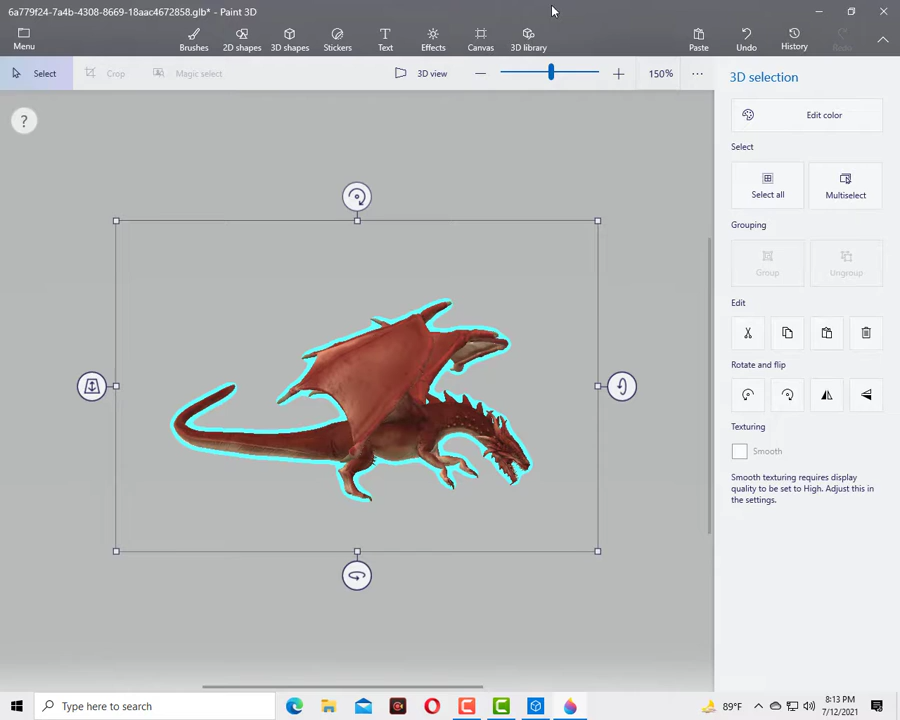 6a779f24-7a4b-4308-8669-18aac4672858.glb* - Paint 3D
Menu
Brushes
2D shapes
3D shapes
Stickers
Text
Effects
Canvas
3D library
Paste
Undo
History
Redo
Select
Crop
Magic select
3D view
150%
3D selection
?
Edit color
Select
Select all
Multiselect
Grouping
Group
Ungroup
Edit
Rotate and flip
Texturing
Smooth
Smooth texturing requires display
quality to be set to High. Adjust this in
the settings.
Type here to search
89°F
8:13 PM
7/12/2021